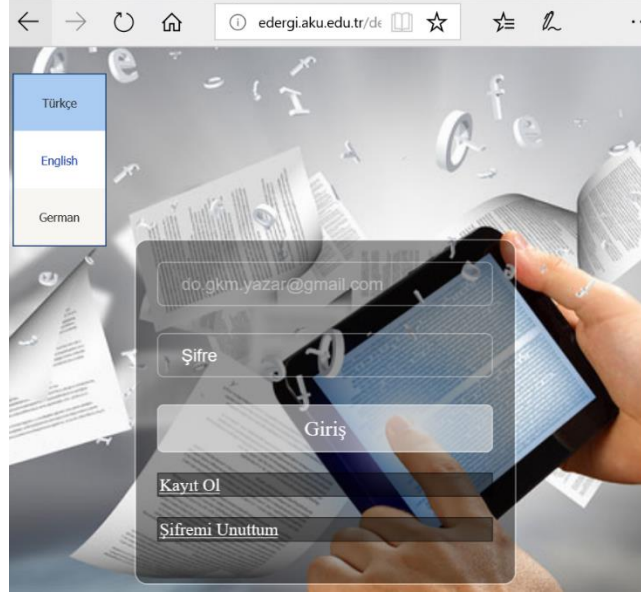 edergi.aku.edu.tr/de
Türkçe
English
German
do.gkm.yazar@gmail.com
Şifre
Giriş
Kayıt Ol
Şifremi Unuttum